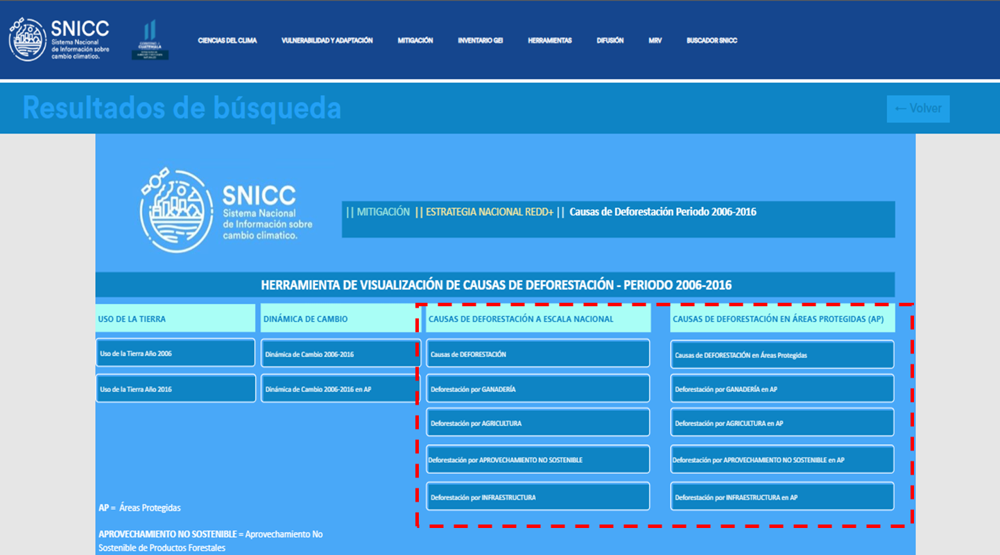 SNICC
Sistema Nacional
de Información sobre
cambio climatico.
GUATEMALA
CIENCIAS DEL CLIMA
VULNERABILIDAD Y ADAPTACIÓN
MITIGACIÓN
INVENTARIO GEI
HERRAMIENTAS
DIFUSIÓN
MRV
BUSCADOR SNICC
Resultados de búsqueda
← Volver
SNICC
Sistema Nacional
de Información sobre
cambio climatico.
|| MITIGACIÓN || ESTRATEGIA NACIONAL REDD+ || Causas de Deforestación Periodo 2006-2016
HERRAMIENTA DE VISUALIZACIÓN DE CAUSAS DE DEFORESTACIÓN - PERIODO 2006-2016
USO DE LA TIERRA
Uso de la Tierra Año 2006
Uso de la Tierra Año 2016
DINÁMICA DE CAMBIO
Dinámica de Cambio 2006-2016
Dinámica de Cambio 2006-2016 en AP
CAUSAS DE DEFORESTACIÓN A ESCALA NACIONAL
Causas de DEFORESTACIÓN
Deforestación por GANADERÍA
Deforestación por AGRICULTURA
Deforestación por APROVECHAMIENTO NO SOSTENIBLE
Deforestación por INFRAESTRUCTURA
CAUSAS DE DEFORESTACIÓN EN ÁREAS PROTEGIDAS (AP)
Causas de DEFORESTACIÓN en Áreas Protegidas
Deforestación por GANADERÍA en AP
Deforestación por AGRICULTURA en AP
Deforestación por APROVECHAMIENTO NO SOSTENIBLE en AP
Deforestación por INFRAESTRUCTURA en AP
AP = Áreas Protegidas
APROVECHAMIENTO NO SOSTENIBLE = Aprovechamiento No
Sostenible de Productos Forestales